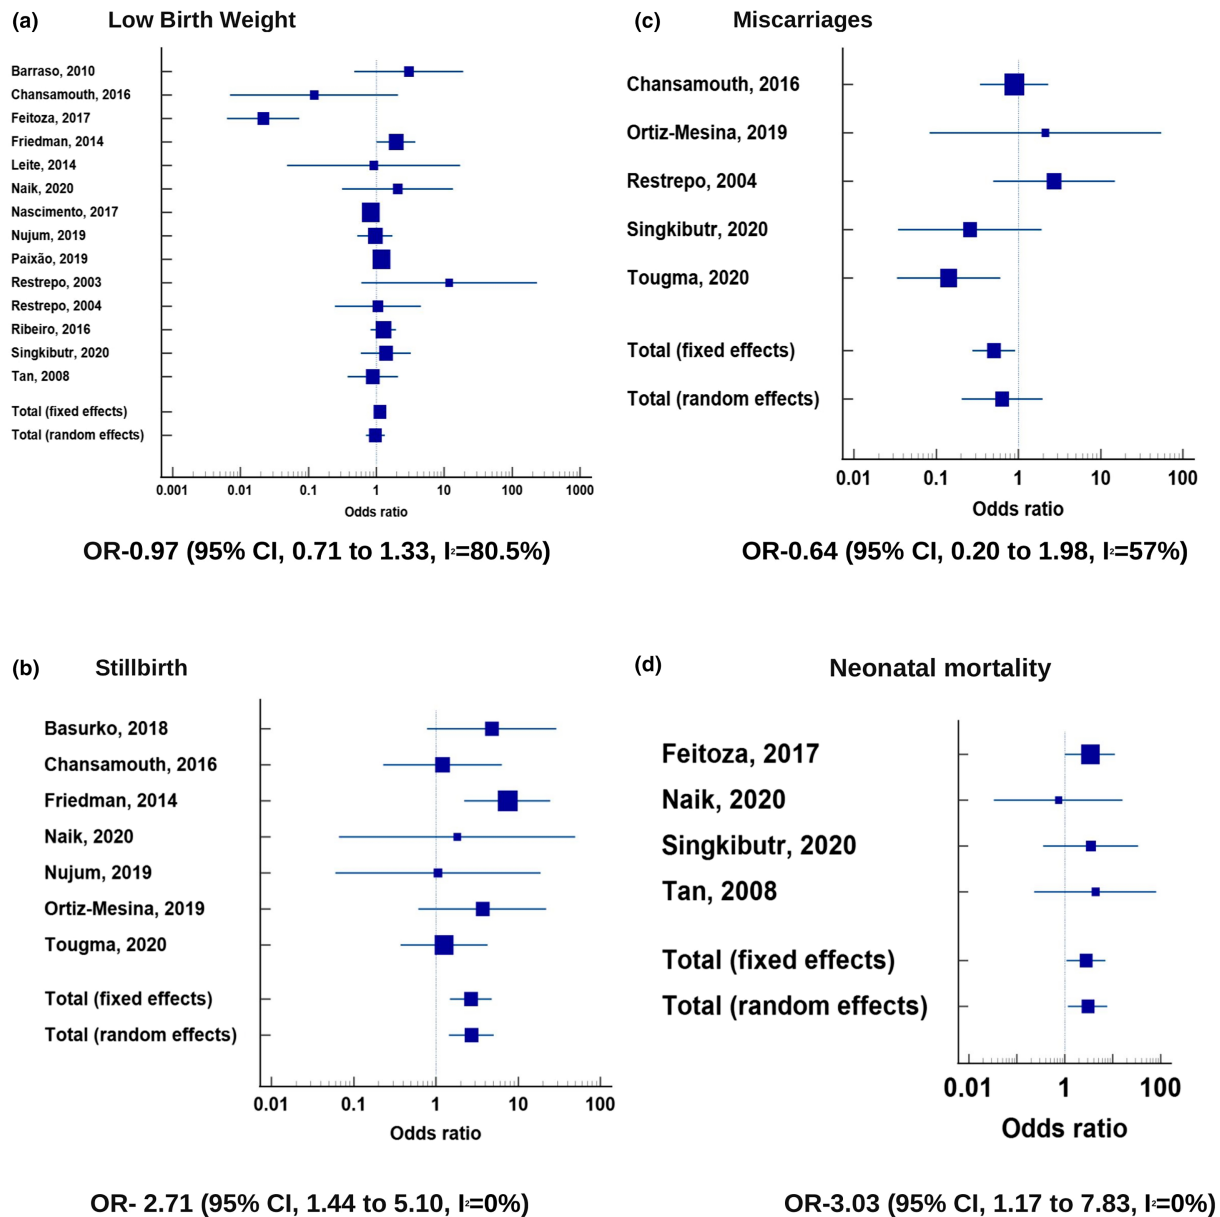 (a) Low Birth Weight
Barraso, 2010
Chansamouth, 2016
Feitoza, 2017
Friedman, 2014
Leite, 2014
Naik, 2020
Nascimento, 2017
Nujum, 2019
Paixão, 2019
Restrepo, 2003
Restrepo, 2004
Ribeiro, 2016
Singkibutr, 2020
Tan, 2008
Total (fixed effects)
Total (random effects)
0.001 0.01 0.1 1 10 100 1000
Odds ratio
OR-0.97 (95% CI, 0.71 to 1.33, I²=80.5%)
(c) Miscarriages
Chansamouth, 2016
Ortiz-Mesina, 2019
Restrepo, 2004
Singkibutr, 2020
Tougma, 2020
Total (fixed effects)
Total (random effects)
0.01 0.1 1 10 100
Odds ratio
OR-0.64 (95% CI, 0.20 to 1.98, I²=57%)
(b) Stillbirth
Basurko, 2018
Chansamouth, 2016
Friedman, 2014
Naik, 2020
Nujum, 2019
Ortiz-Mesina, 2019
Tougma, 2020
Total (fixed effects)
Total (random effects)
0.01 0.1 1 10 100
Odds ratio
OR- 2.71 (95% CI, 1.44 to 5.10, I²=0%)
(d) Neonatal mortality
Feitoza, 2017
Naik, 2020
Singkibutr, 2020
Tan, 2008
Total (fixed effects)
Total (random effects)
0.01 1 100
Odds ratio
OR-3.03 (95% CI, 1.17 to 7.83, I²=0%)